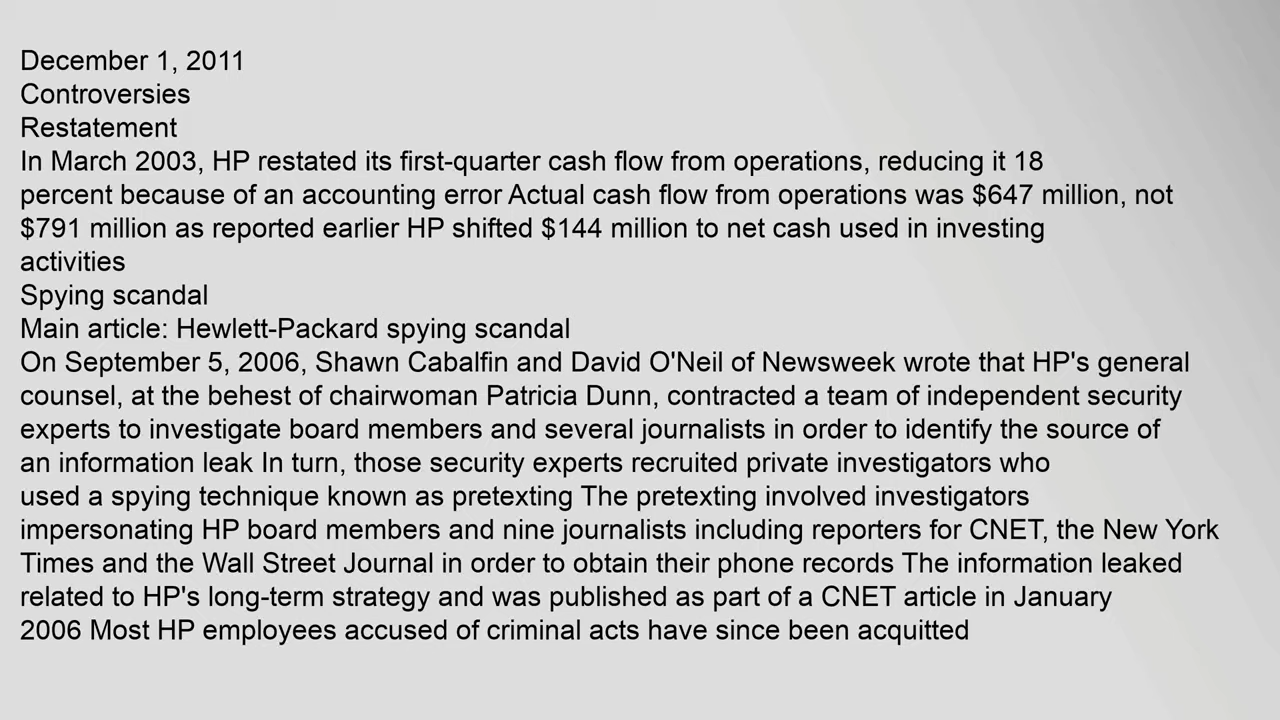 December 1, 2011
Controversies
Restatement
In March 2003, HP restated its first-quarter cash flow from operations, reducing it 18
percent because of an accounting error Actual cash flow from operations was $647 million, not
$791 million as reported earlier HP shifted $144 million to net cash used in investing
activities
Spying scandal
Main article: Hewlett-Packard spying scandal
On September 5, 2006, Shawn Cabalfin and David O'Neil of Newsweek wrote that HP's general
counsel, at the behest of chairwoman Patricia Dunn, contracted a team of independent security
experts to investigate board members and several journalists in order to identify the source of
an information leak In turn, those security experts recruited private investigators who
used a spying technique known as pretexting The pretexting involved investigators
impersonating HP board members and nine journalists including reporters for CNET, the New York
Times and the Wall Street Journal in order to obtain their phone records The information leaked
related to HP's long-term strategy and was published as part of a CNET article in January
2006 Most HP employees accused of criminal acts have since been acquitted